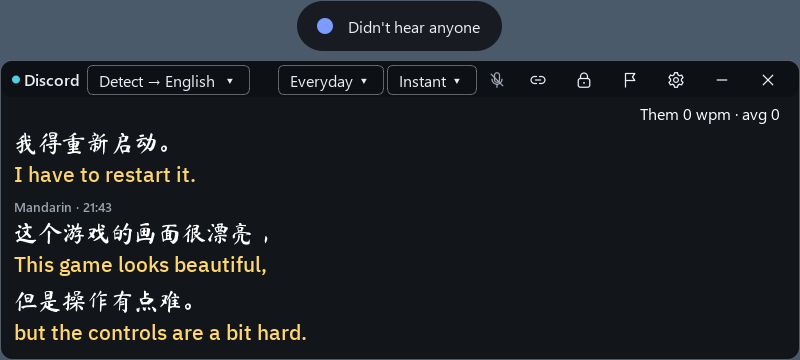 Didn't hear anyone
Discord Detect → English ▾ Everyday ▾ Instant ▾
Them 0 wpm · avg 0
我得重新启动。
I have to restart it.
Mandarin · 21:43
这个游戏的画面很漂亮，
This game looks beautiful,
但是操作有点难。
but the controls are a bit hard.